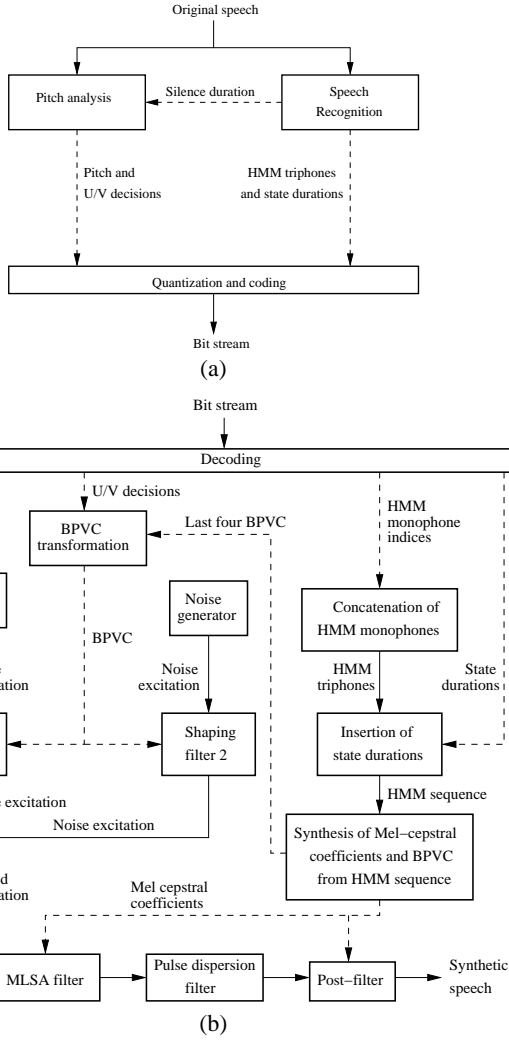 Original speech
Pitch analysis
Silence duration
Speech
Recognition
Pitch and
U/V decisions
HMM triphones
and state durations
Quantization and coding
Bit stream
(a)
Bit stream
Decoding
U/V decisions
BPVC
transformation
Last four BPVC
HMM
monophone
indices
Noise
generator
Concatenation of
HMM monophones
BPVC
Noise
excitation
HMM
triphones
State
durations
Shaping
filter 2
Insertion of
state durations
HMM sequence
excitation
Noise excitation
Synthesis of Mel−cepstral
coefficients and BPVC
from HMM sequence
Mel cepstral
coefficients
MLSA filter
Pulse dispersion
filter
Post−filter
Synthetic
speech
(b)